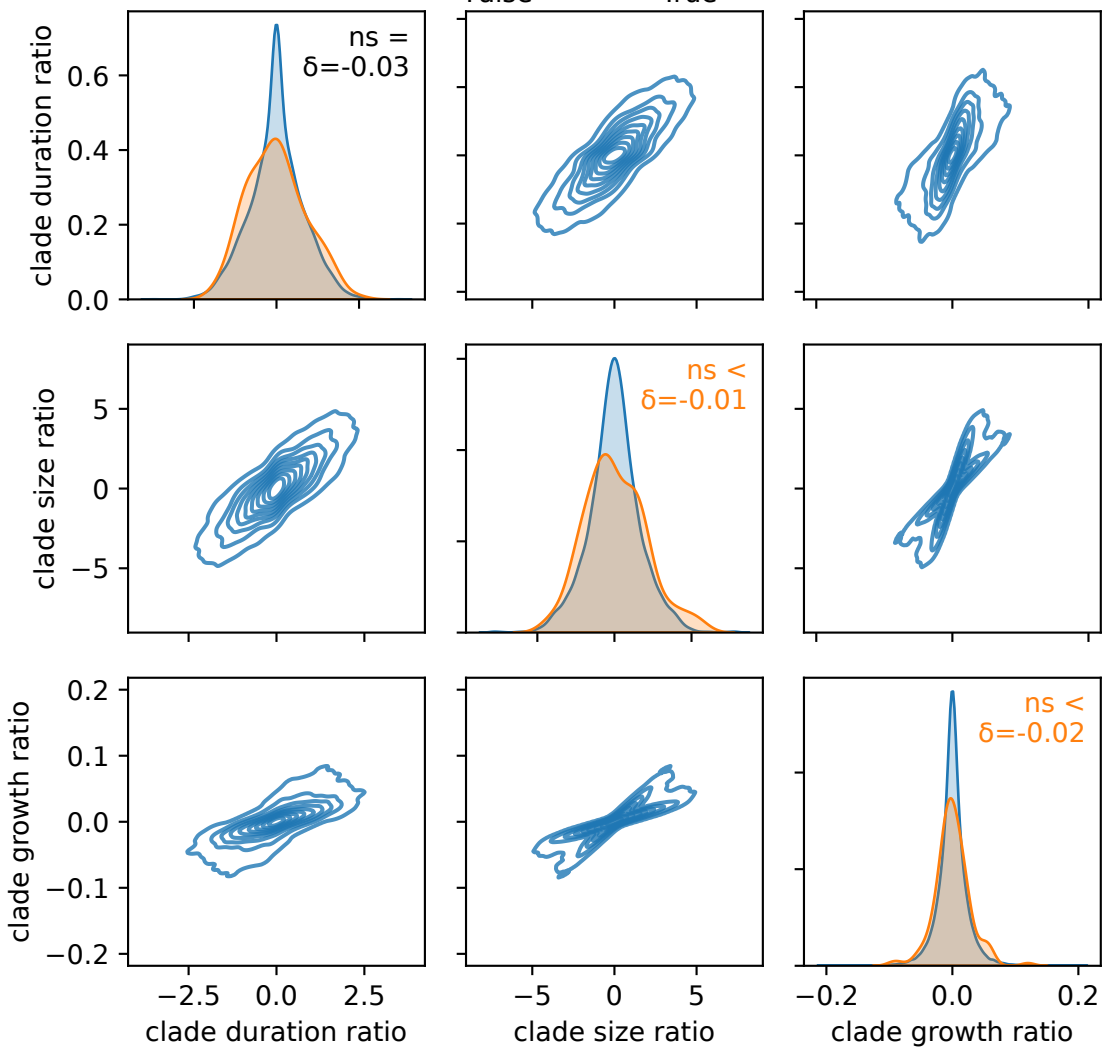 ns =
δ=-0.03
clade duration ratio
0.6
0.4
0.2
0.0
ns <
δ=-0.01
clade size ratio
5
0
−5
ns <
δ=-0.02
clade growth ratio
0.2
0.1
0.0
−0.1
−0.2
−2.5 0.0 2.5
−5 0 5
−0.2 0.0 0.2
clade duration ratio
clade size ratio
clade growth ratio